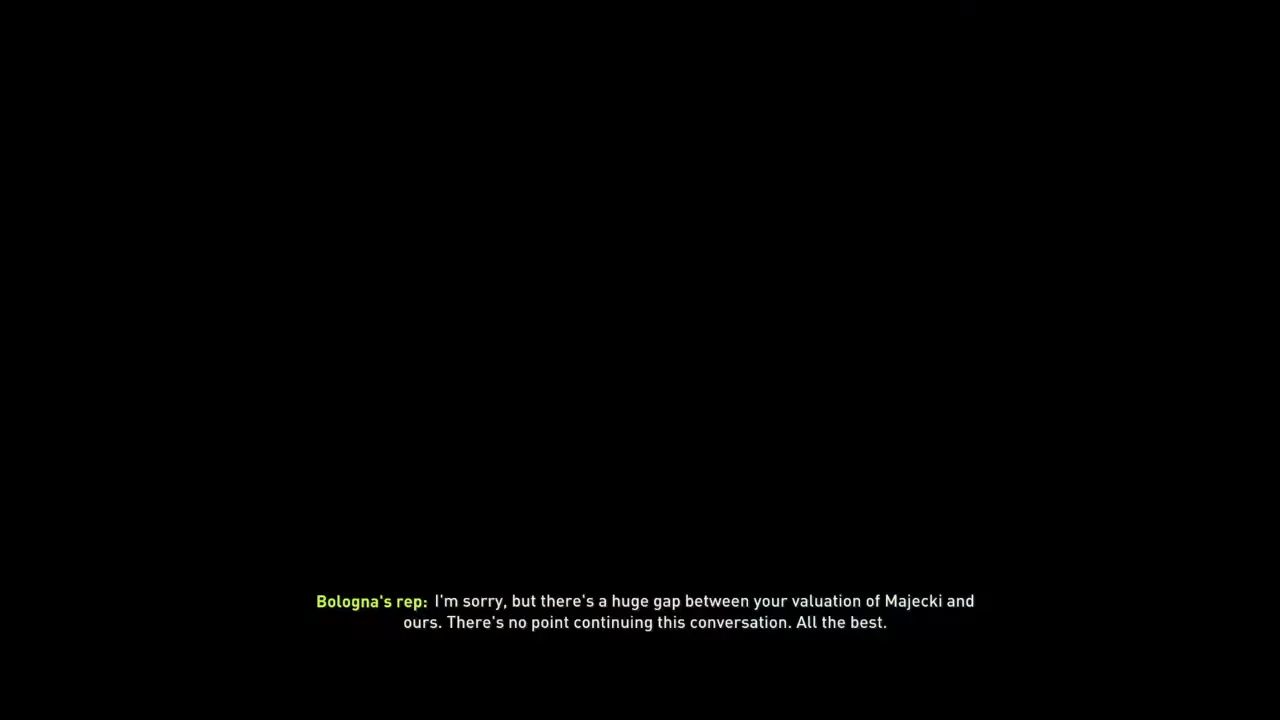 Bologna's rep: I'm sorry, but there's a huge gap between your valuation of Majecki and
ours. There's no point continuing this conversation. All the best.